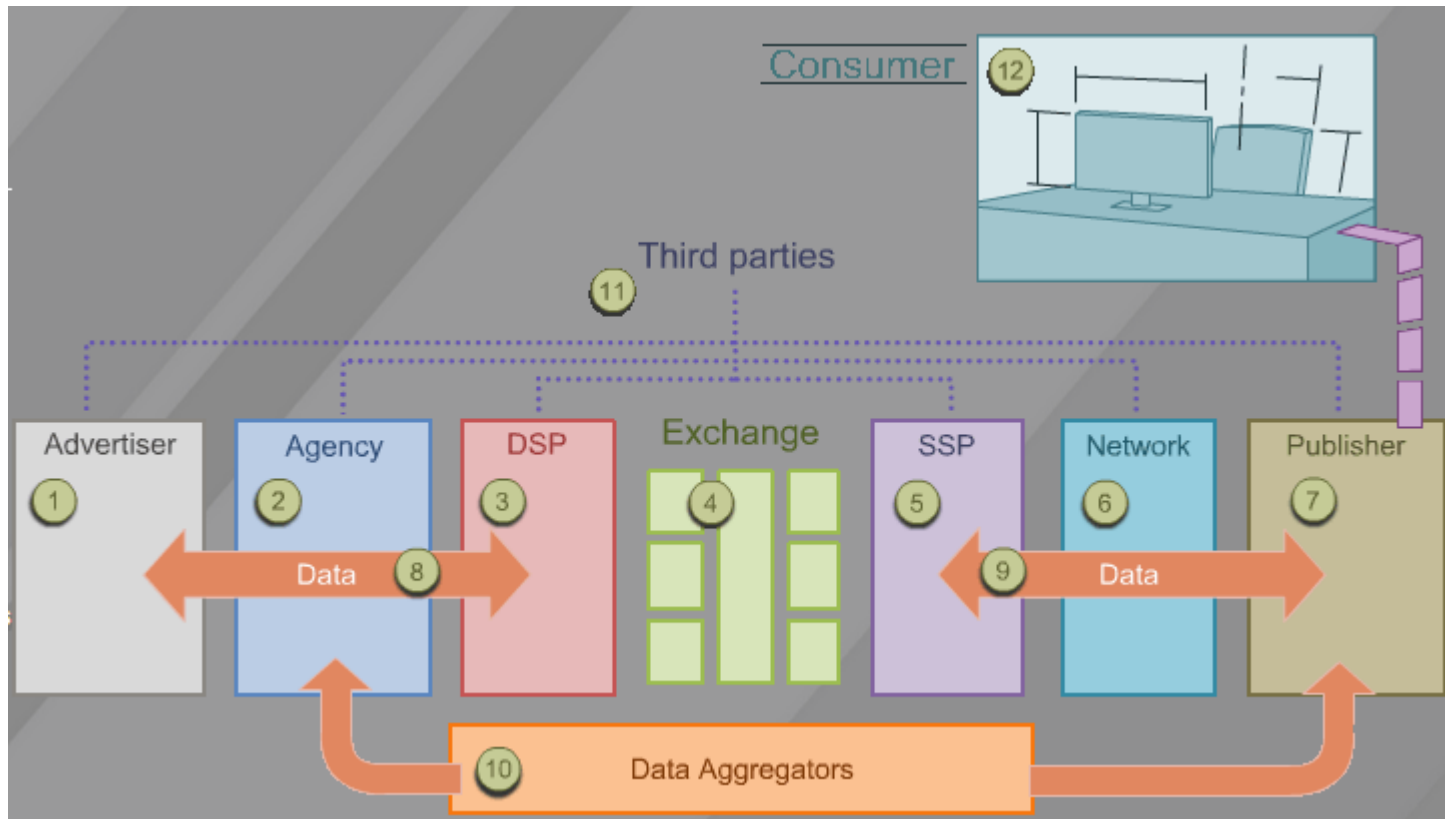 Consumer
12
Third parties
11
Advertiser
Agency
DSP
Exchange
SSP
Network
Publisher
1
2
3
4
5
6
7
Data
8
9
Data
10
Data Aggregators